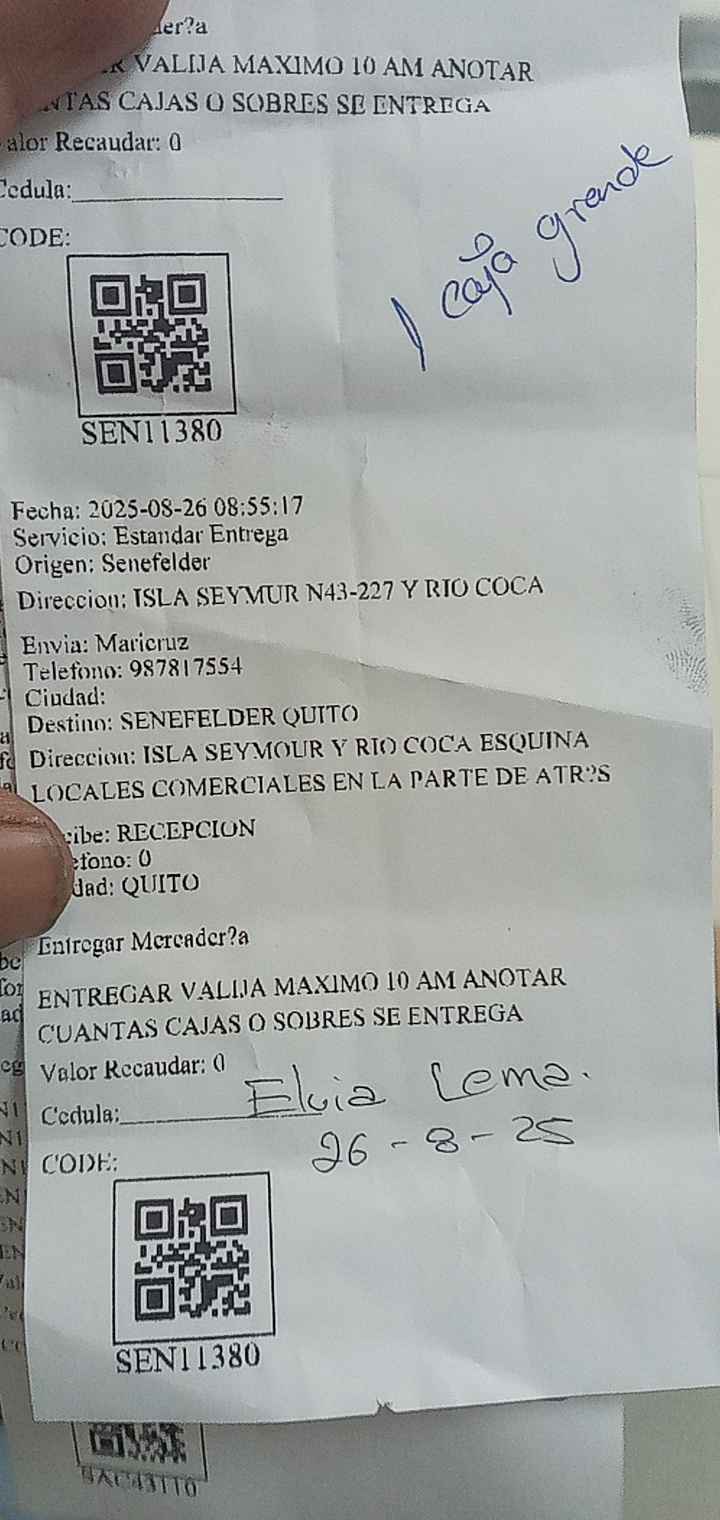 der?a
R VALIJA MAXIMO 10 AM ANOTAR
NTAS CAJAS O SOBRES SE ENTREGA
alor Recaudar: 0
Cedula:
CODE:
1 caja grande
SEN11380
Fecha: 2025-08-26 08:55:17
Servicio: Estandar Entrega
Origen: Senefelder
Direccion: ISLA SEYMUR N43-227 Y RIO COCA
Envia: Maricruz
Telefono: 987817554
Ciudad:
Destino: SENEFELDER QUITO
Direccion: ISLA SEYMOUR Y RIO COCA ESQUINA
LOCALES COMERCIALES EN LA PARTE DE ATR?S
cibe: RECEPCION
efono: 0
dad: QUITO
Entregar Mercader?a
ENTREGAR VALIJA MAXIMO 10 AM ANOTAR
CUANTAS CAJAS O SOBRES SE ENTREGA
Valor Recaudar: 0
Cedula: Elvia Lema.
26-8-25
CODE:
SEN11380
BAC43110